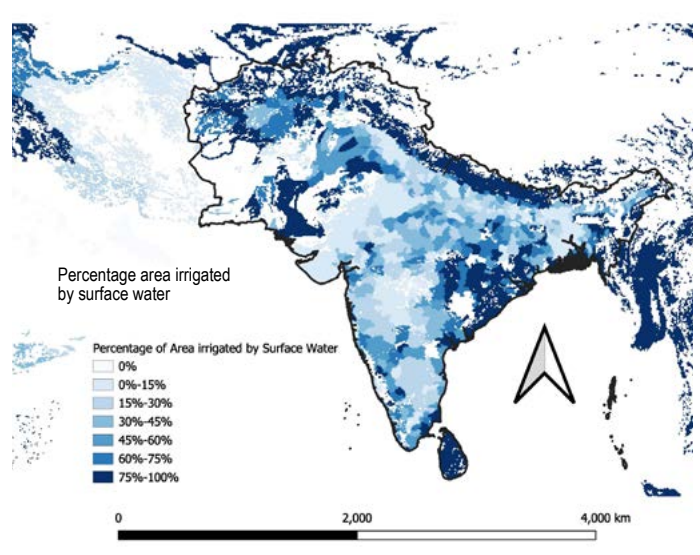 Percentage area irrigated
by surface water
Percentage of Area irrigated by Surface Water
0%
0%-15%
15%-30%
30%-45%
45%-60%
60%-75%
75%-100%
0 2,000 4,000 km